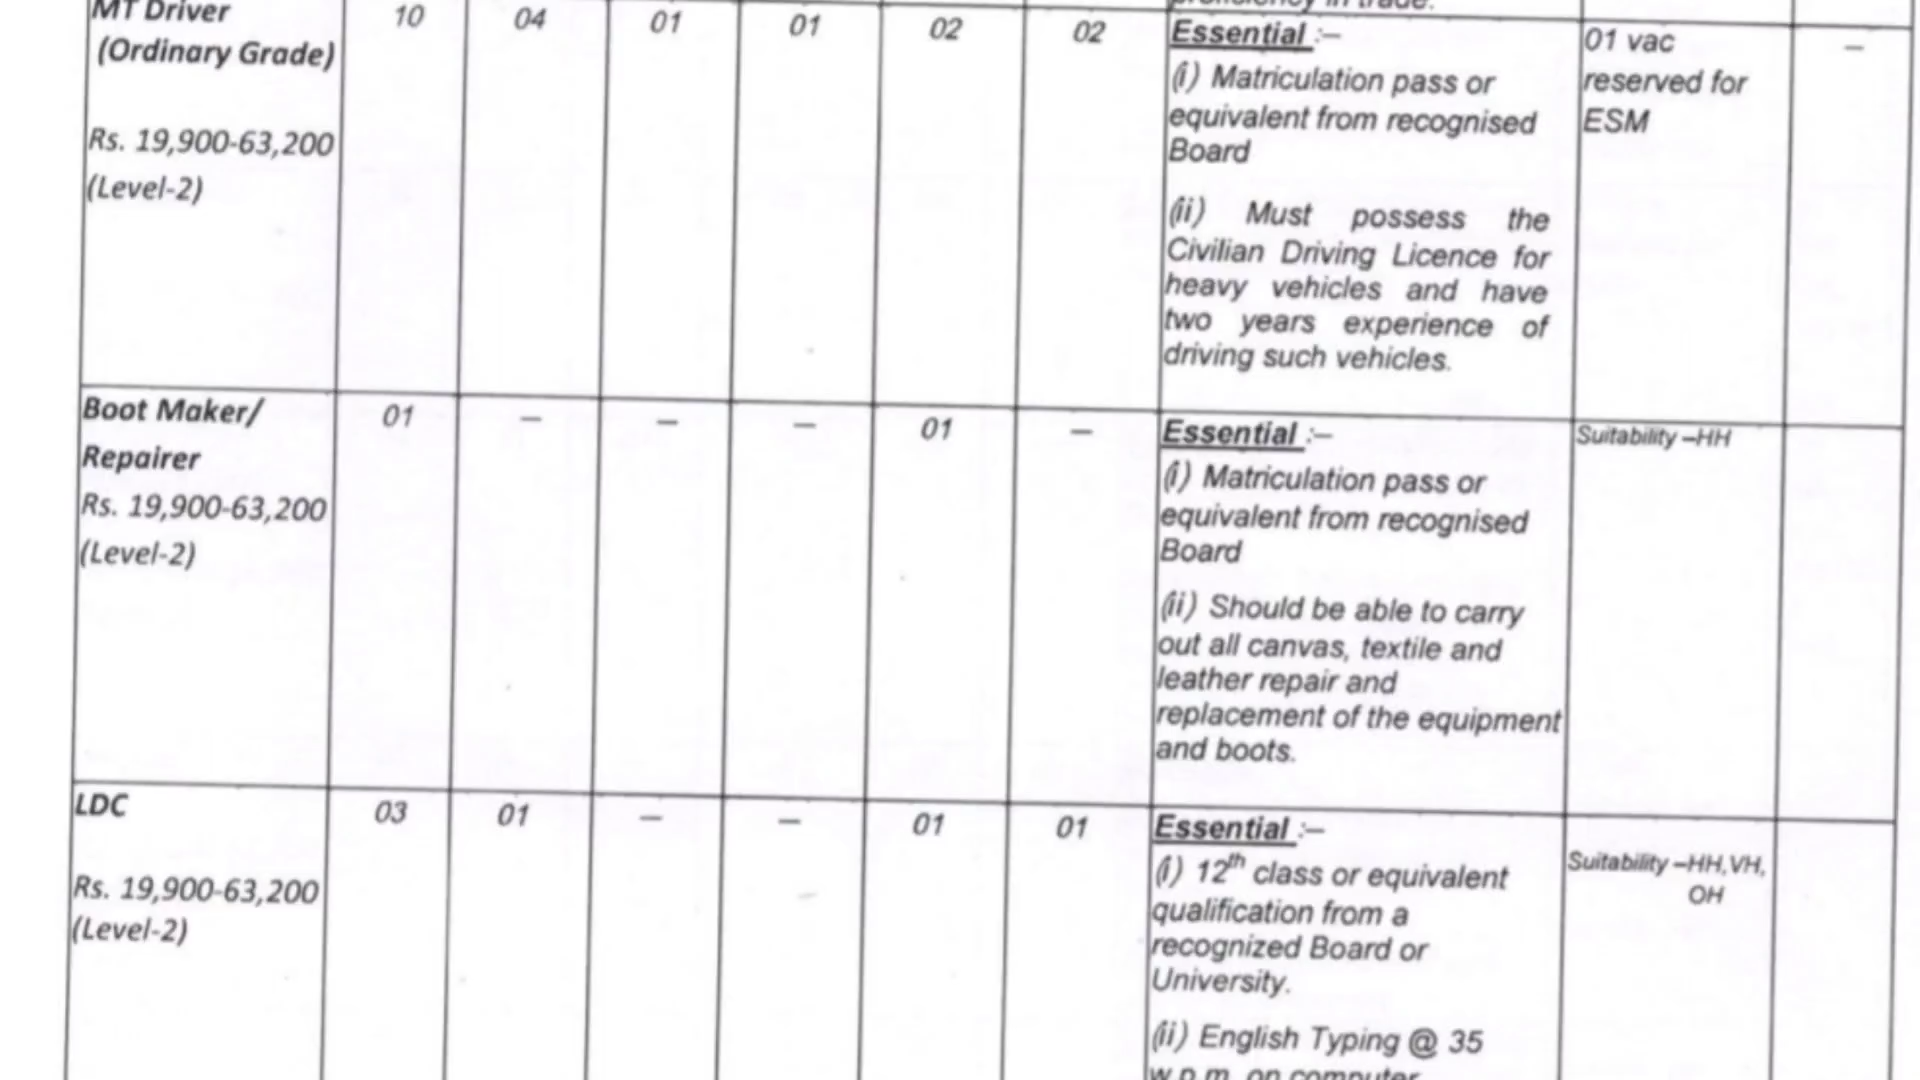 MT Driver
(Ordinary Grade)
Rs. 19,900-63,200
(Level-2)
10
04
01
01
02
02
proficiency in trade.
Essential :–
(i) Matriculation pass or
equivalent from recognised
Board
(ii) Must possess the
Civilian Driving Licence for
heavy vehicles and have
two years experience of
driving such vehicles.
01 vac
reserved for
ESM
–
Boot Maker/
Repairer
Rs. 19,900-63,200
(Level-2)
01
–
–
–
01
–
Essential :–
(i) Matriculation pass or
equivalent from recognised
Board
(ii) Should be able to carry
out all canvas, textile and
leather repair and
replacement of the equipment
and boots.
Suitability –HH
LDC
Rs. 19,900-63,200
(Level-2)
03
01
–
–
01
01
Essential :–
(i) 12th class or equivalent
qualification from a
recognized Board or
University.
(ii) English Typing @ 35
w.p.m. on computer
Suitability –HH,VH,
OH